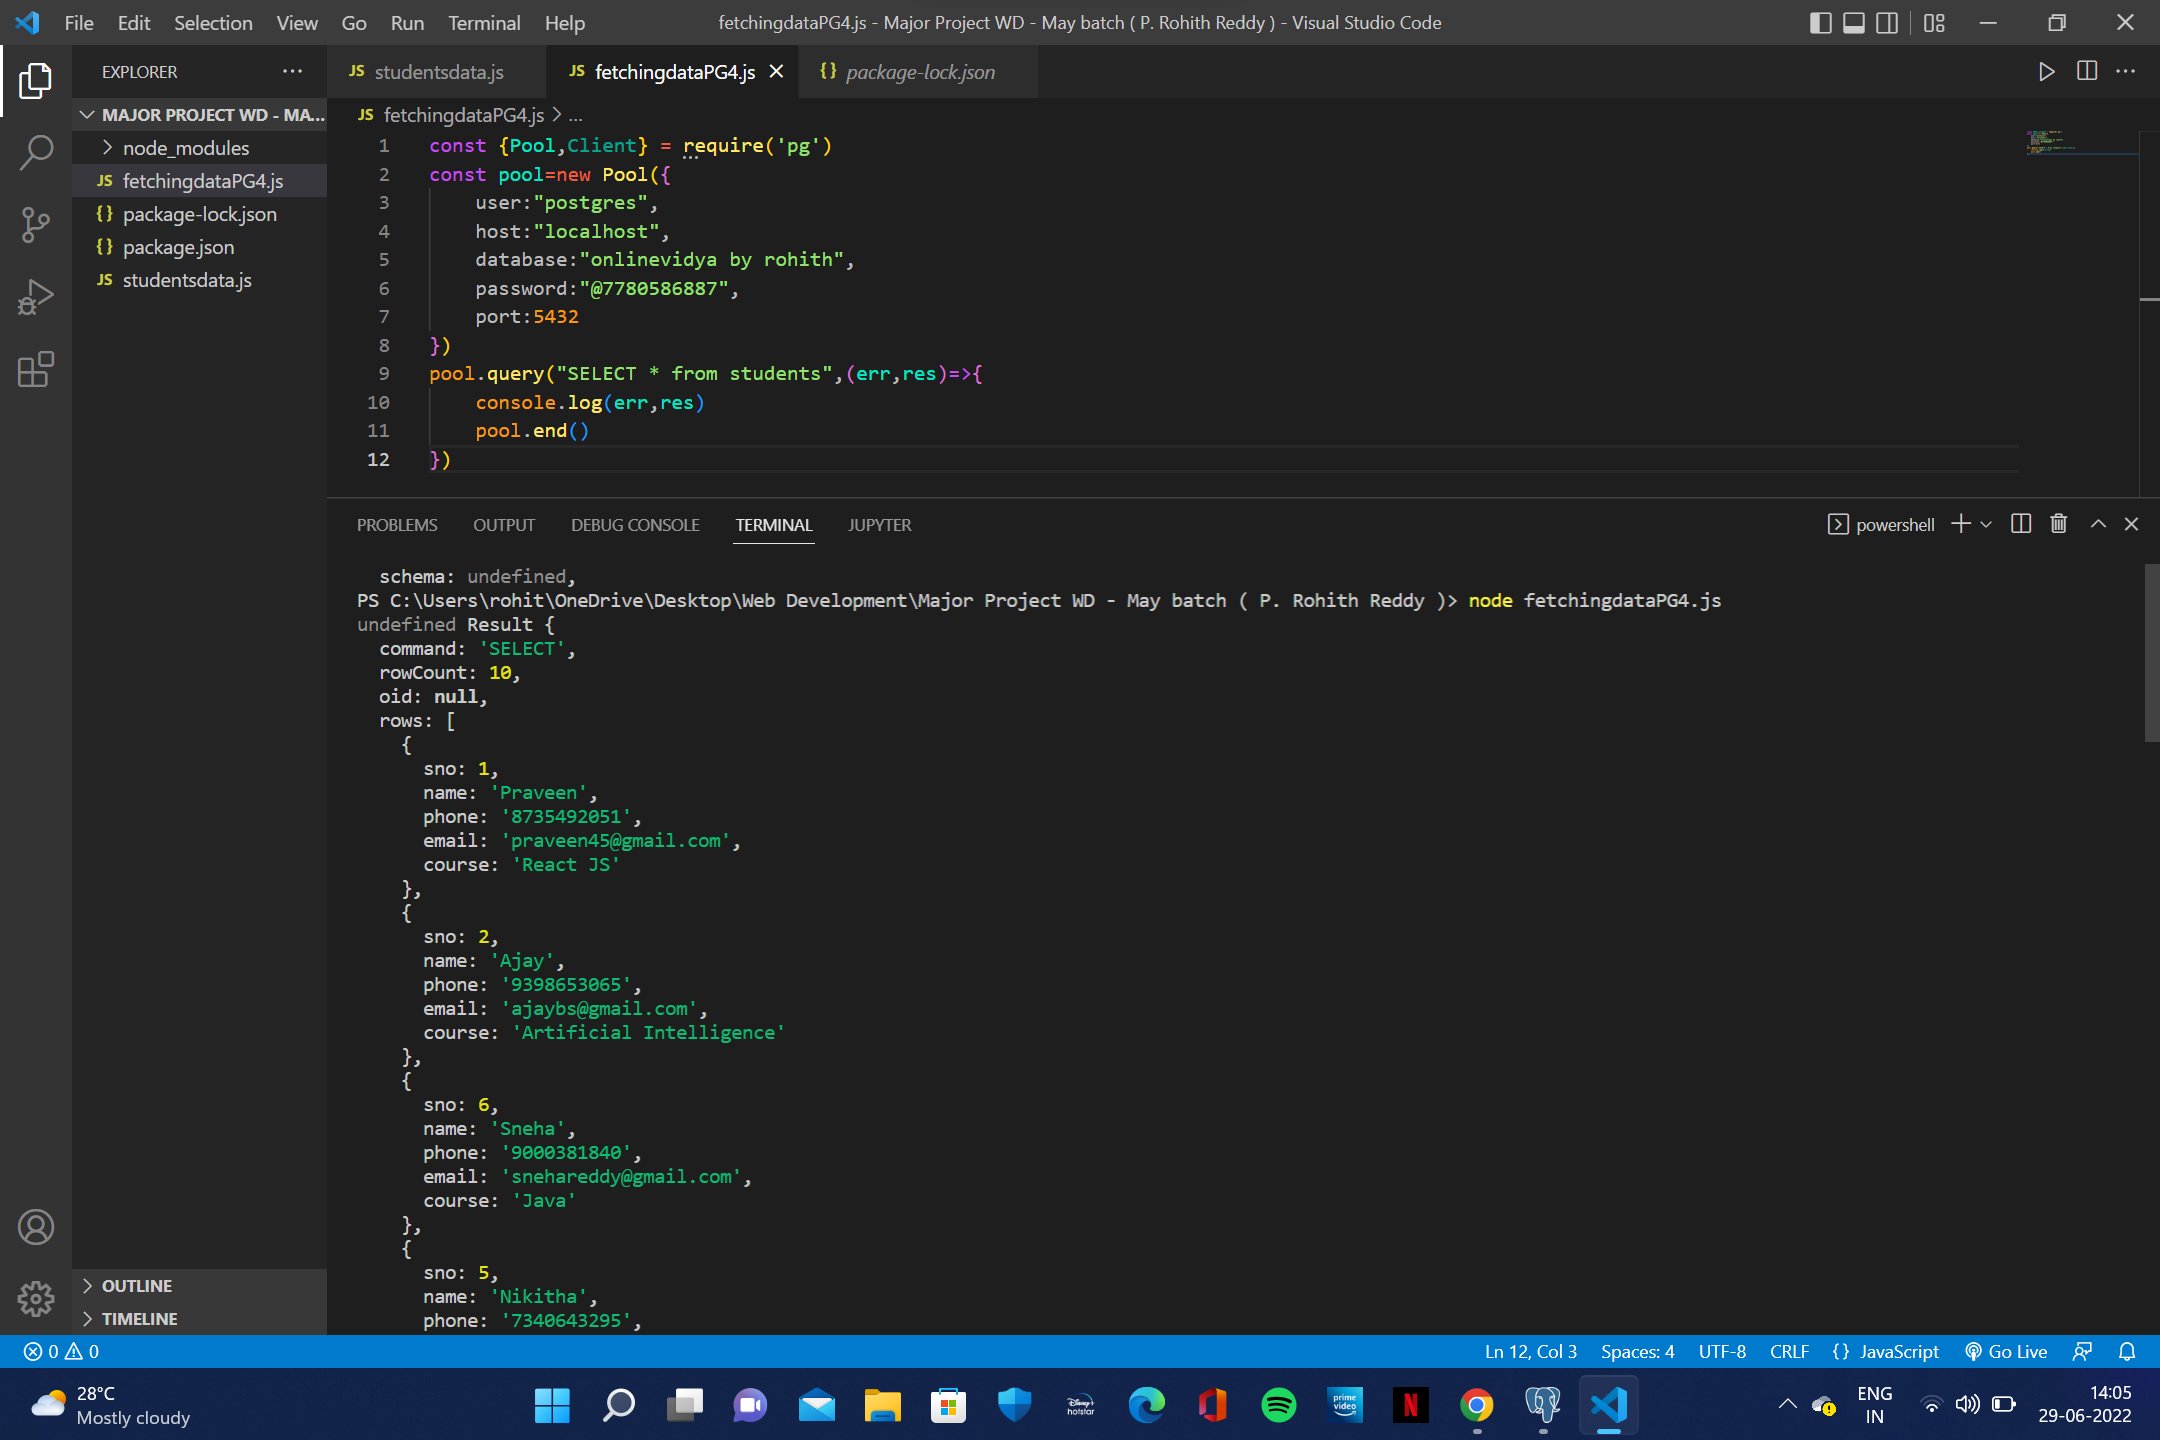 File Edit Selection View Go Run Terminal Help fetchingdataPG4.js - Major Project WD - May batch ( P. Rohith Reddy ) - Visual Studio Code
EXPLORER ...
MAJOR PROJECT WD - MA...
node_modules
JS fetchingdataPG4.js
{} package-lock.json
{} package.json
JS studentsdata.js
OUTLINE
TIMELINE
JS studentsdata.js JS fetchingdataPG4.js {} package-lock.json
JS fetchingdataPG4.js > ...
1 const {Pool,Client} = require('pg')
2 const pool=new Pool({
3 user:"postgres",
4 host:"localhost",
5 database:"onlinevidya by rohith",
6 password:"@7780586887",
7 port:5432
8 })
9 pool.query("SELECT * from students",(err,res)=>{
10 console.log(err,res)
11 pool.end()
12 })
PROBLEMS OUTPUT DEBUG CONSOLE TERMINAL JUPYTER powershell
schema: undefined,
PS C:\Users\rohit\OneDrive\Desktop\Web Development\Major Project WD - May batch ( P. Rohith Reddy )> node fetchingdataPG4.js
undefined Result {
command: 'SELECT',
rowCount: 10,
oid: null,
rows: [
{
sno: 1,
name: 'Praveen',
phone: '8735492051',
email: 'praveen45@gmail.com',
course: 'React JS'
},
{
sno: 2,
name: 'Ajay',
phone: '9398653065',
email: 'ajaybs@gmail.com',
course: 'Artificial Intelligence'
},
{
sno: 6,
name: 'Sneha',
phone: '9000381840',
email: 'snehareddy@gmail.com',
course: 'Java'
},
{
sno: 5,
name: 'Nikitha',
phone: '7340643295',
0 0 Ln 12, Col 3 Spaces: 4 UTF-8 CRLF {} JavaScript Go Live
28°C
Mostly cloudy
Disney+
hotstar
prime
video
N
ENG
IN
14:05
29-06-2022